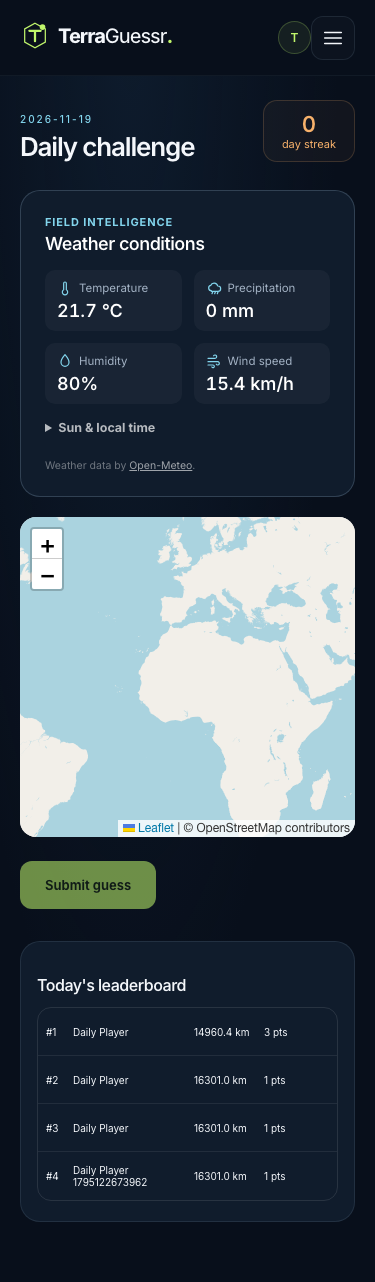 TerraGuessr.
T
2026-11-19
Daily challenge
0
day streak
FIELD INTELLIGENCE
Weather conditions
Temperature
21.7 °C
Precipitation
0 mm
Humidity
80%
Wind speed
15.4 km/h
Sun & local time
Weather data by Open-Meteo.
+
−
Leaflet | © OpenStreetMap contributors
Submit guess
Today's leaderboard
#1 Daily Player 14960.4 km 3 pts
#2 Daily Player 16301.0 km 1 pts
#3 Daily Player 16301.0 km 1 pts
#4 Daily Player 16301.0 km 1 pts
1795122673962